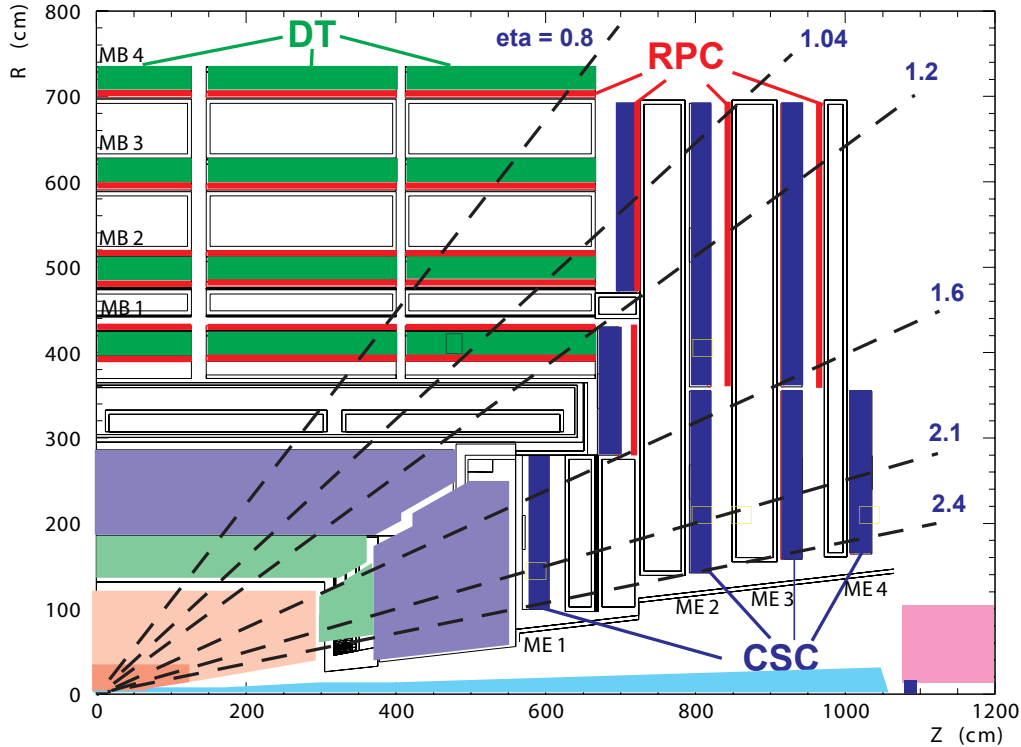 R (cm)
800
700
600
500
400
300
200
100
0
0 200 400 600 800 1000 1200
Z (cm)
MB 4
MB 3
MB 2
MB 1
DT
RPC
CSC
eta = 0.8
1.04
1.2
1.6
2.1
2.4
ME 1
ME 2
ME 3
ME 4